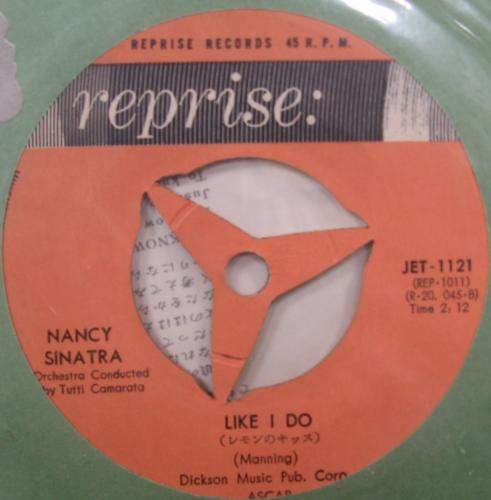 REPRISE RECORDS 45 R.P.M.
reprise:
JET-1121
(REP-1011)
(R-20, 045-B)
Time 2:12
NANCY
SINATRA
Orchestra Conducted
by Tutti Camarata
LIKE I DO
(レモンのキッス)
(Manning)
Dickson Music Pub. Corp
ASCAP